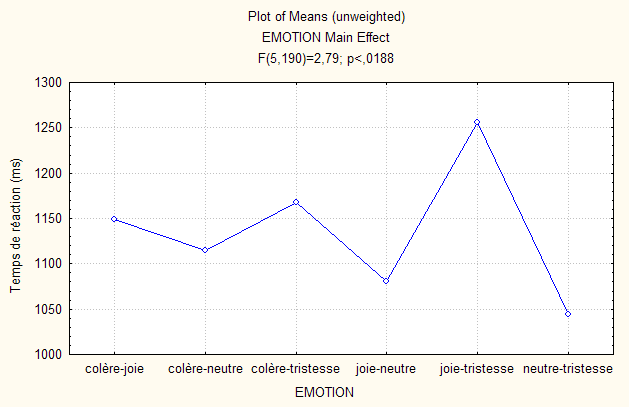 Plot of Means (unweighted)
EMOTION Main Effect
F(5,190)=2,79; p<,0188
Temps de réaction (ms)
1300
1250
1200
1150
1100
1050
1000
colère-joie colère-neutre colère-tristesse joie-neutre joie-tristesse neutre-tristesse
EMOTION